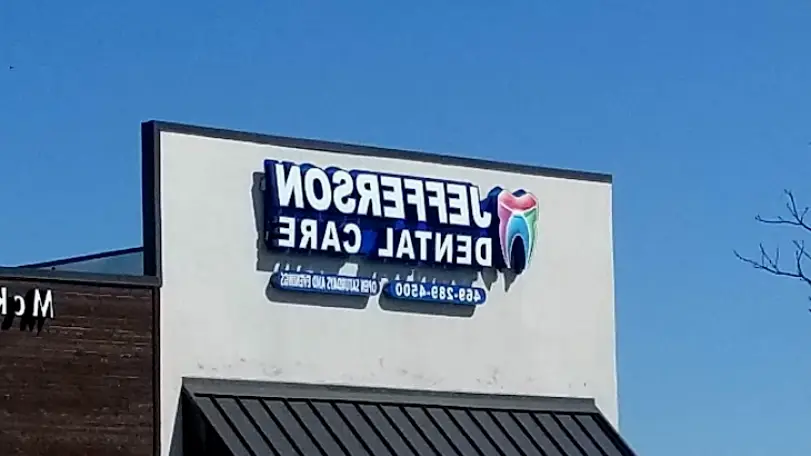 JEFFERSON
DENTAL CARE
469-289-4500 OPEN SATURDAYS AND EVENINGS